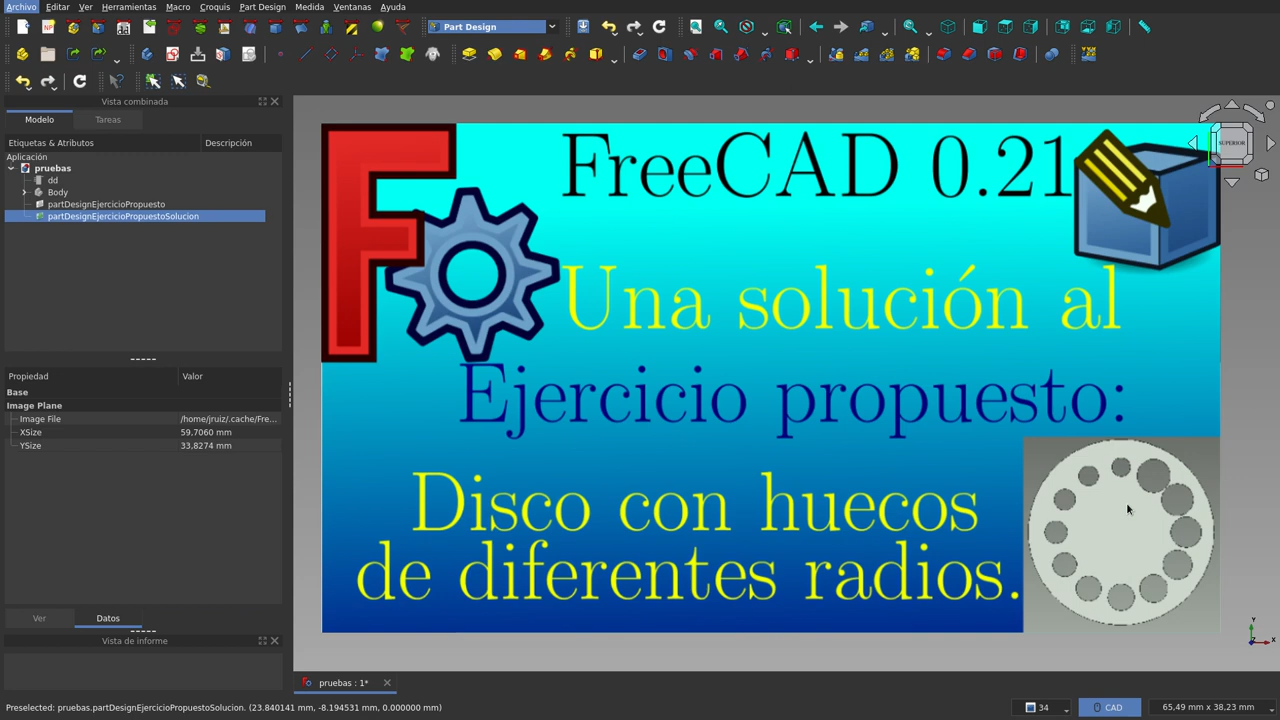 Archivo Editar Ver Herramientas Macro Croquis Part Design Medida Ventanas Ayuda
Part Design
Vista combinada
Modelo Tareas
Etiquetas & Atributos Descripción
Aplicación
pruebas
dd
Body
partDesignEjercicioPropuesto
partDesignEjercicioPropuestoSolucion
Propiedad Valor
Base
Image Plane
Image File /home/jruiz/.cache/Fre...
XSize 59,7060 mm
YSize 33,8274 mm
Ver Datos
Vista de informe
FreeCAD 0.21
Una solución al
Ejercicio propuesto:
Disco con huecos
de diferentes radios.
SUPERIOR
Y
Z X
pruebas : 1*
Preselected: pruebas.partDesignEjercicioPropuestoSolucion. (23.840141 mm, -8.194531 mm, 0.000000 mm)
34 CAD 65,49 mm x 38,23 mm